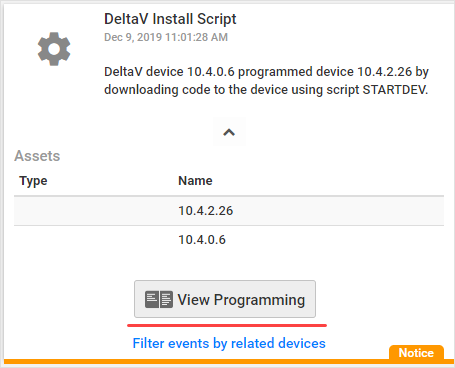 DeltaV Install Script
Dec 9, 2019 11:01:28 AM
DeltaV device 10.4.0.6 programmed device 10.4.2.26 by
downloading code to the device using script STARTDEV.
Assets
Type Name
10.4.2.26
10.4.0.6
View Programming
Filter events by related devices
Notice